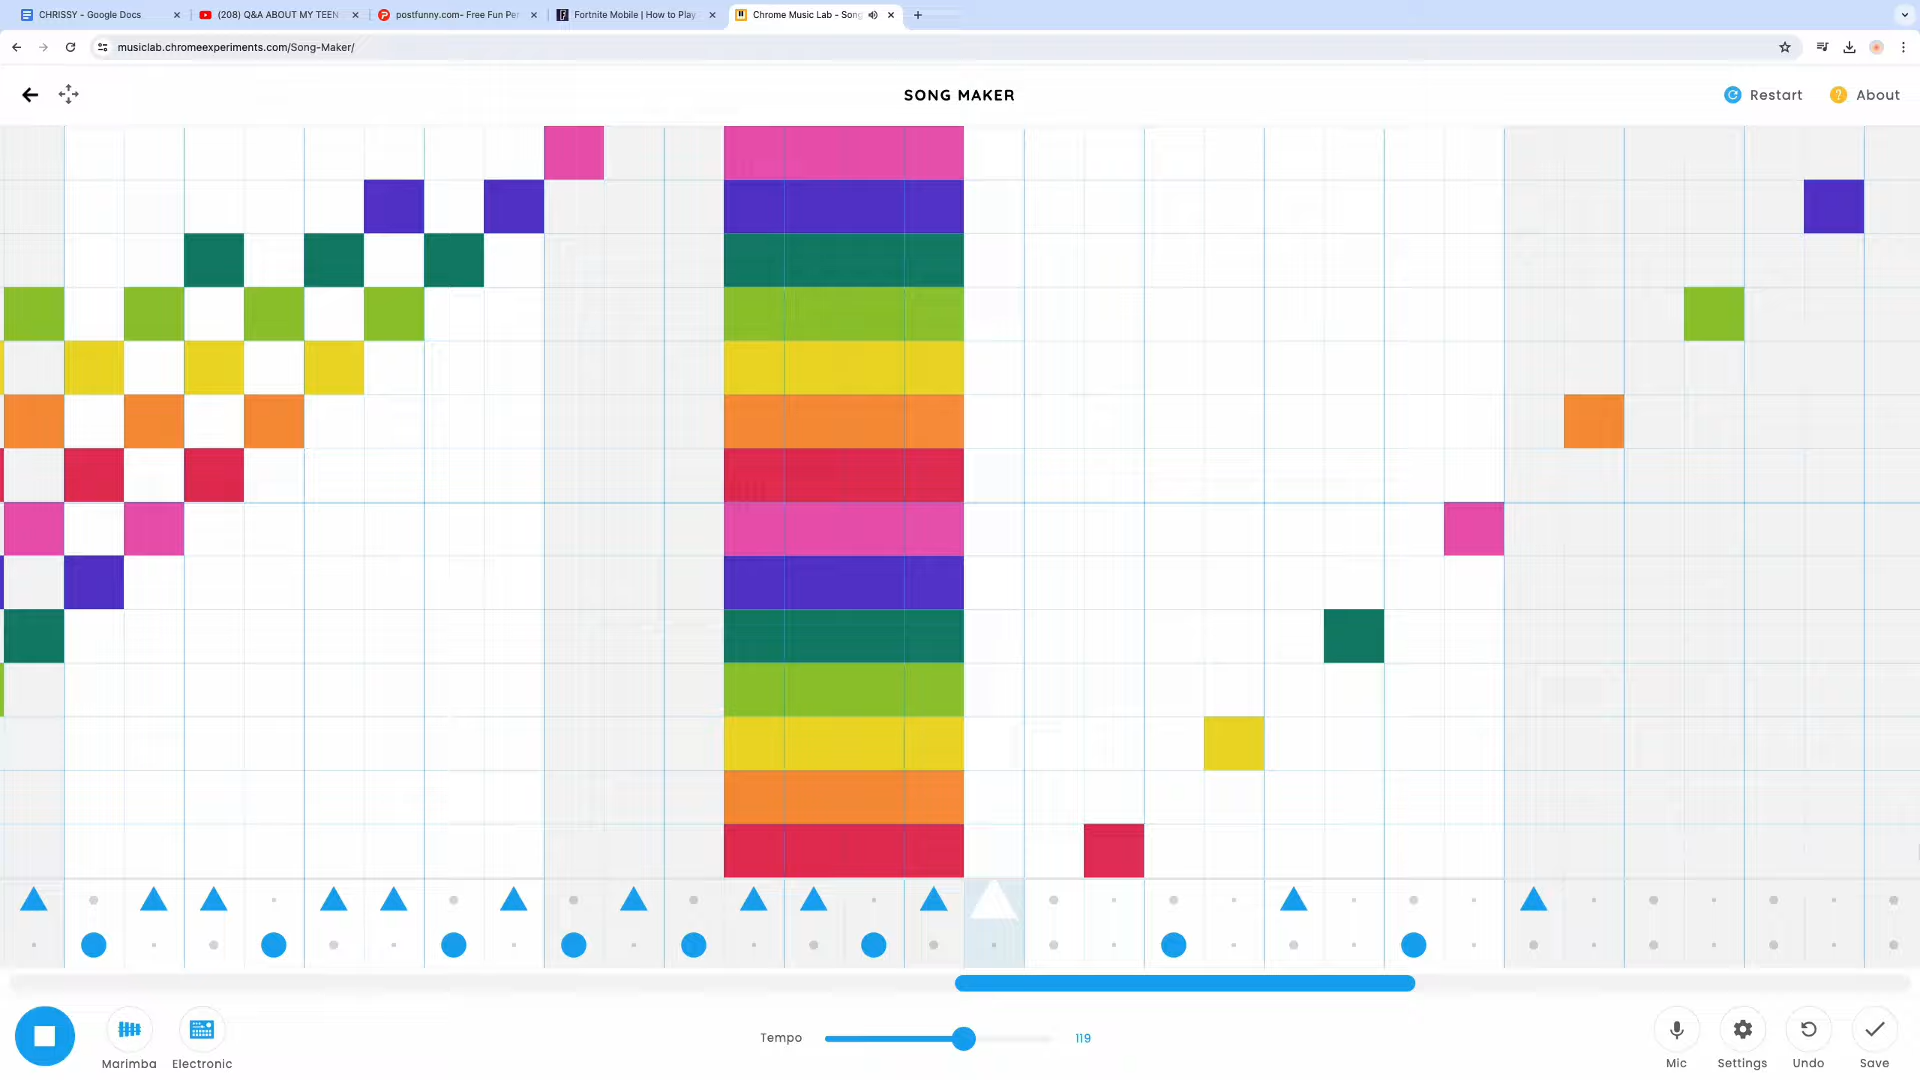 CHRISSY - Google Docs
(208) Q&A ABOUT MY TEEN
postfunny.com- Free Fun Per
Fortnite Mobile | How to Play
Chrome Music Lab - Song
musiclab.chromeexperiments.com/Song-Maker/
SONG MAKER
Restart
? About
Tempo
119
Marimba
Electronic
Mic
Settings
Undo
Save